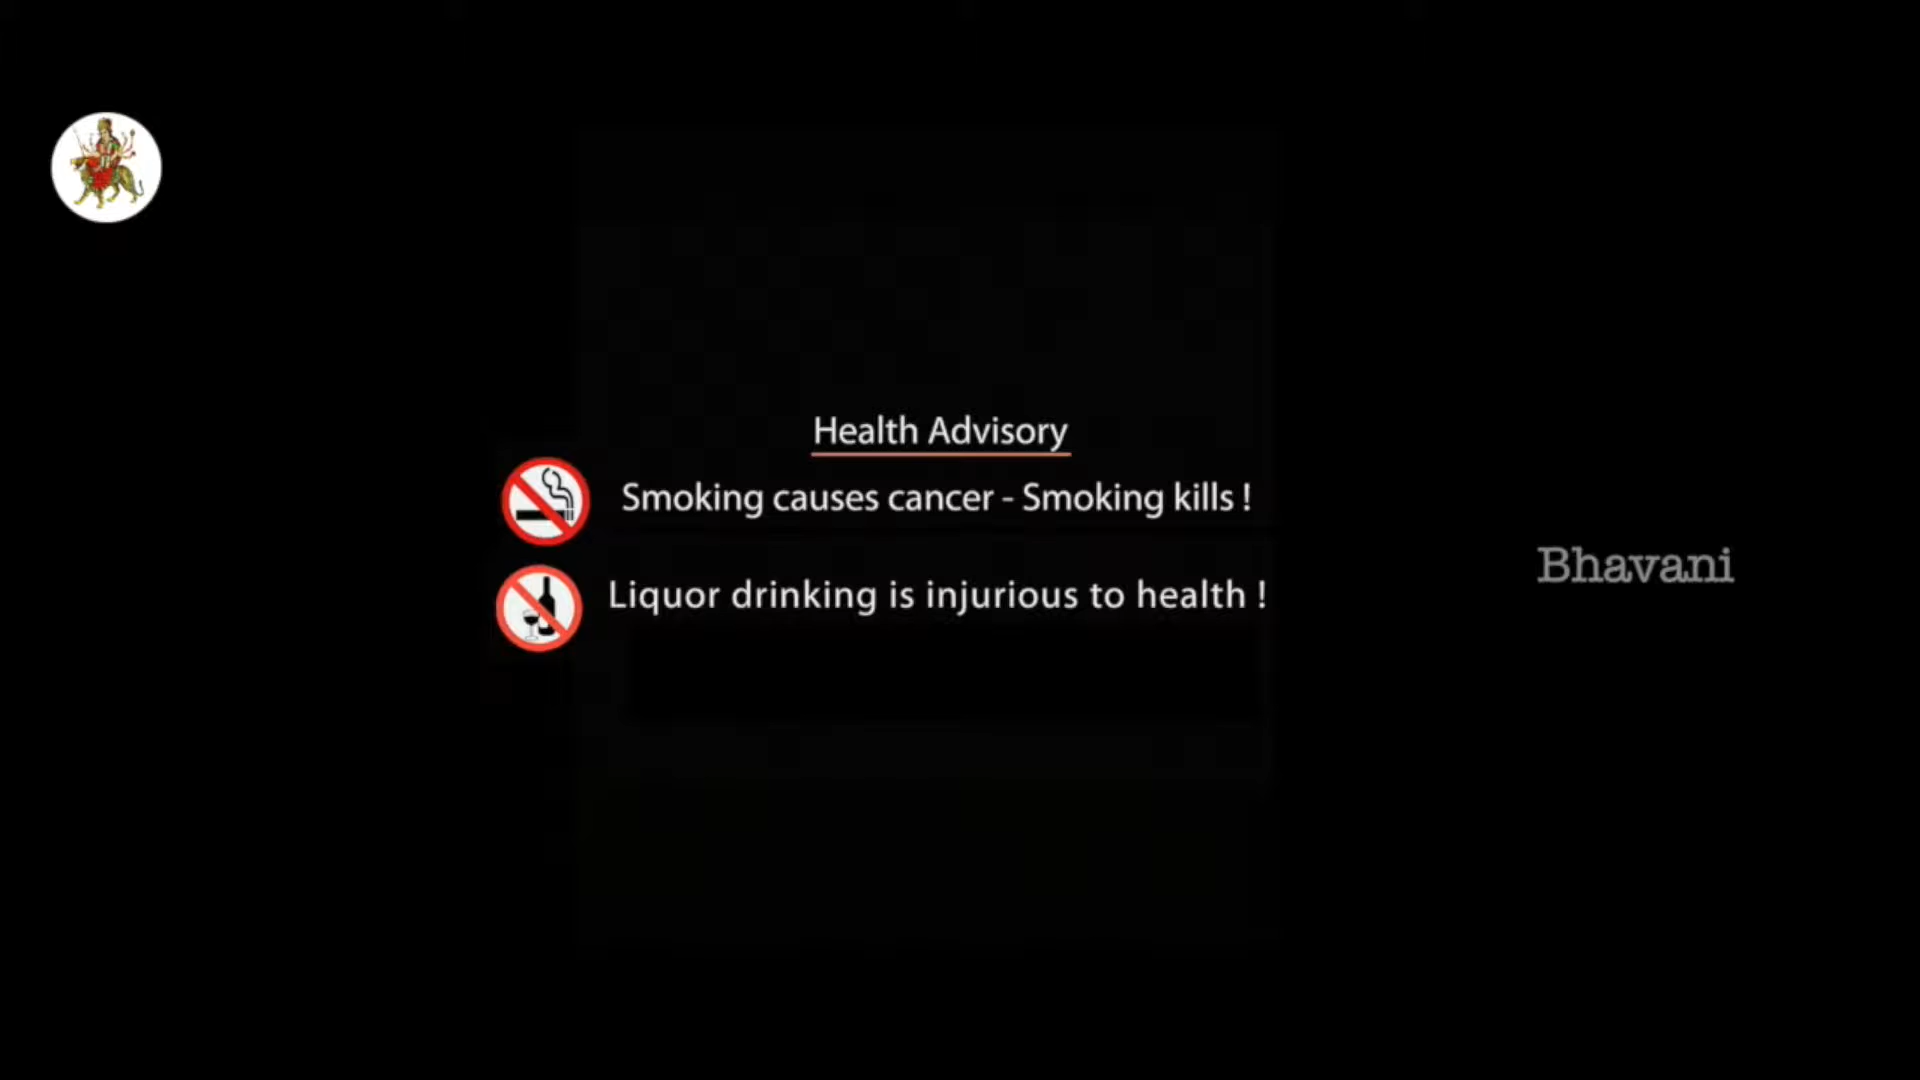 Health Advisory
Smoking causes cancer - Smoking kills !
Liquor drinking is injurious to health !
Bhavani